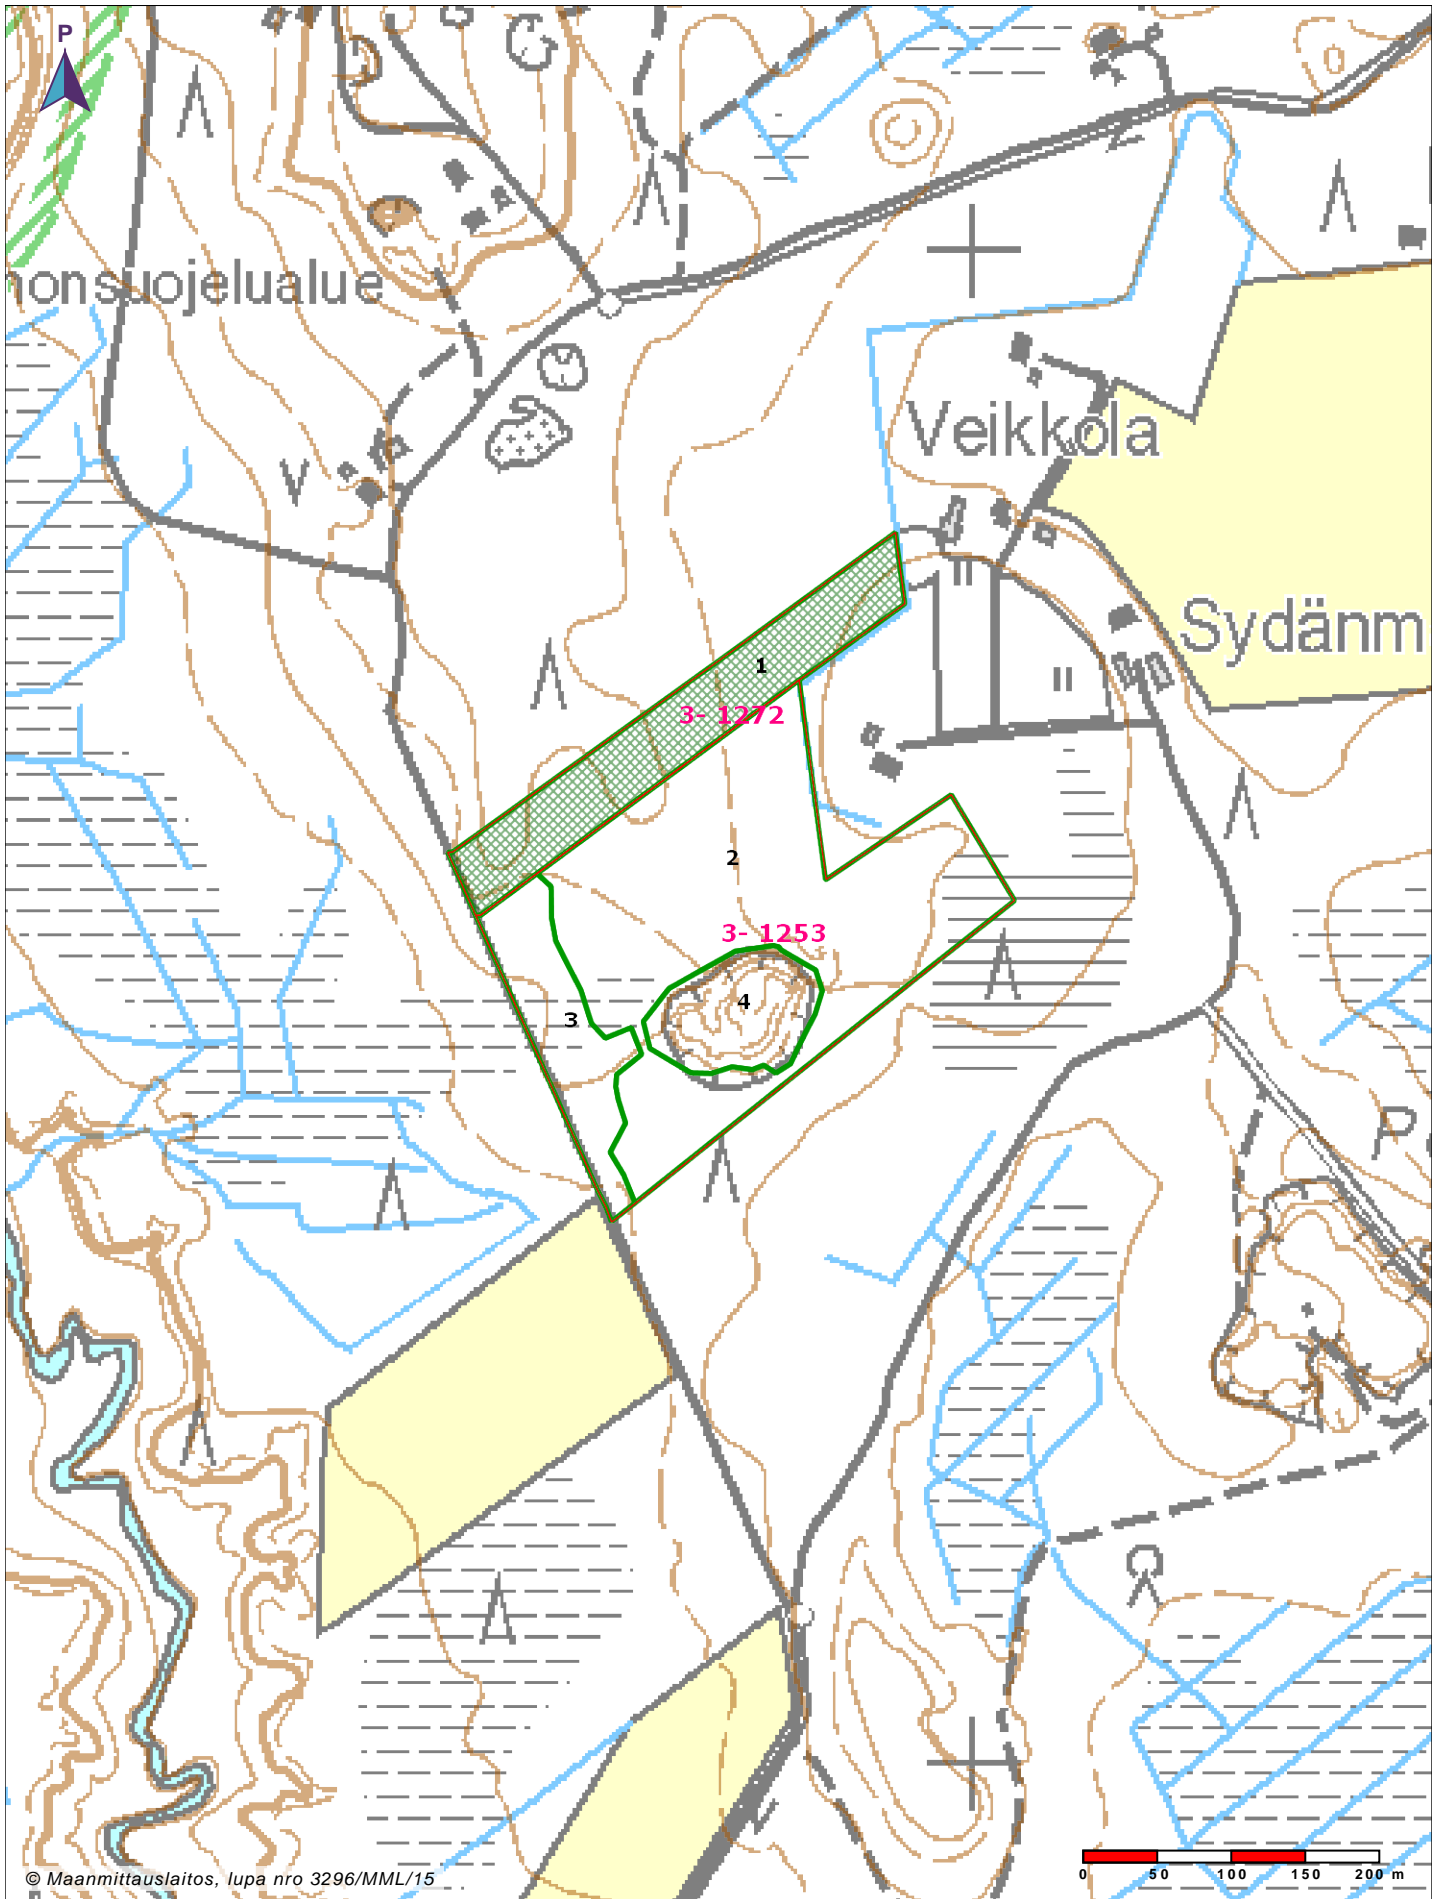 P
nonsuojelualue
Veikkola
Sydänm
1
3- 1272
2
3- 1253
4
3
P
0 50 100 150 200 m
© Maanmittauslaitos, lupa nro 3296/MML/15